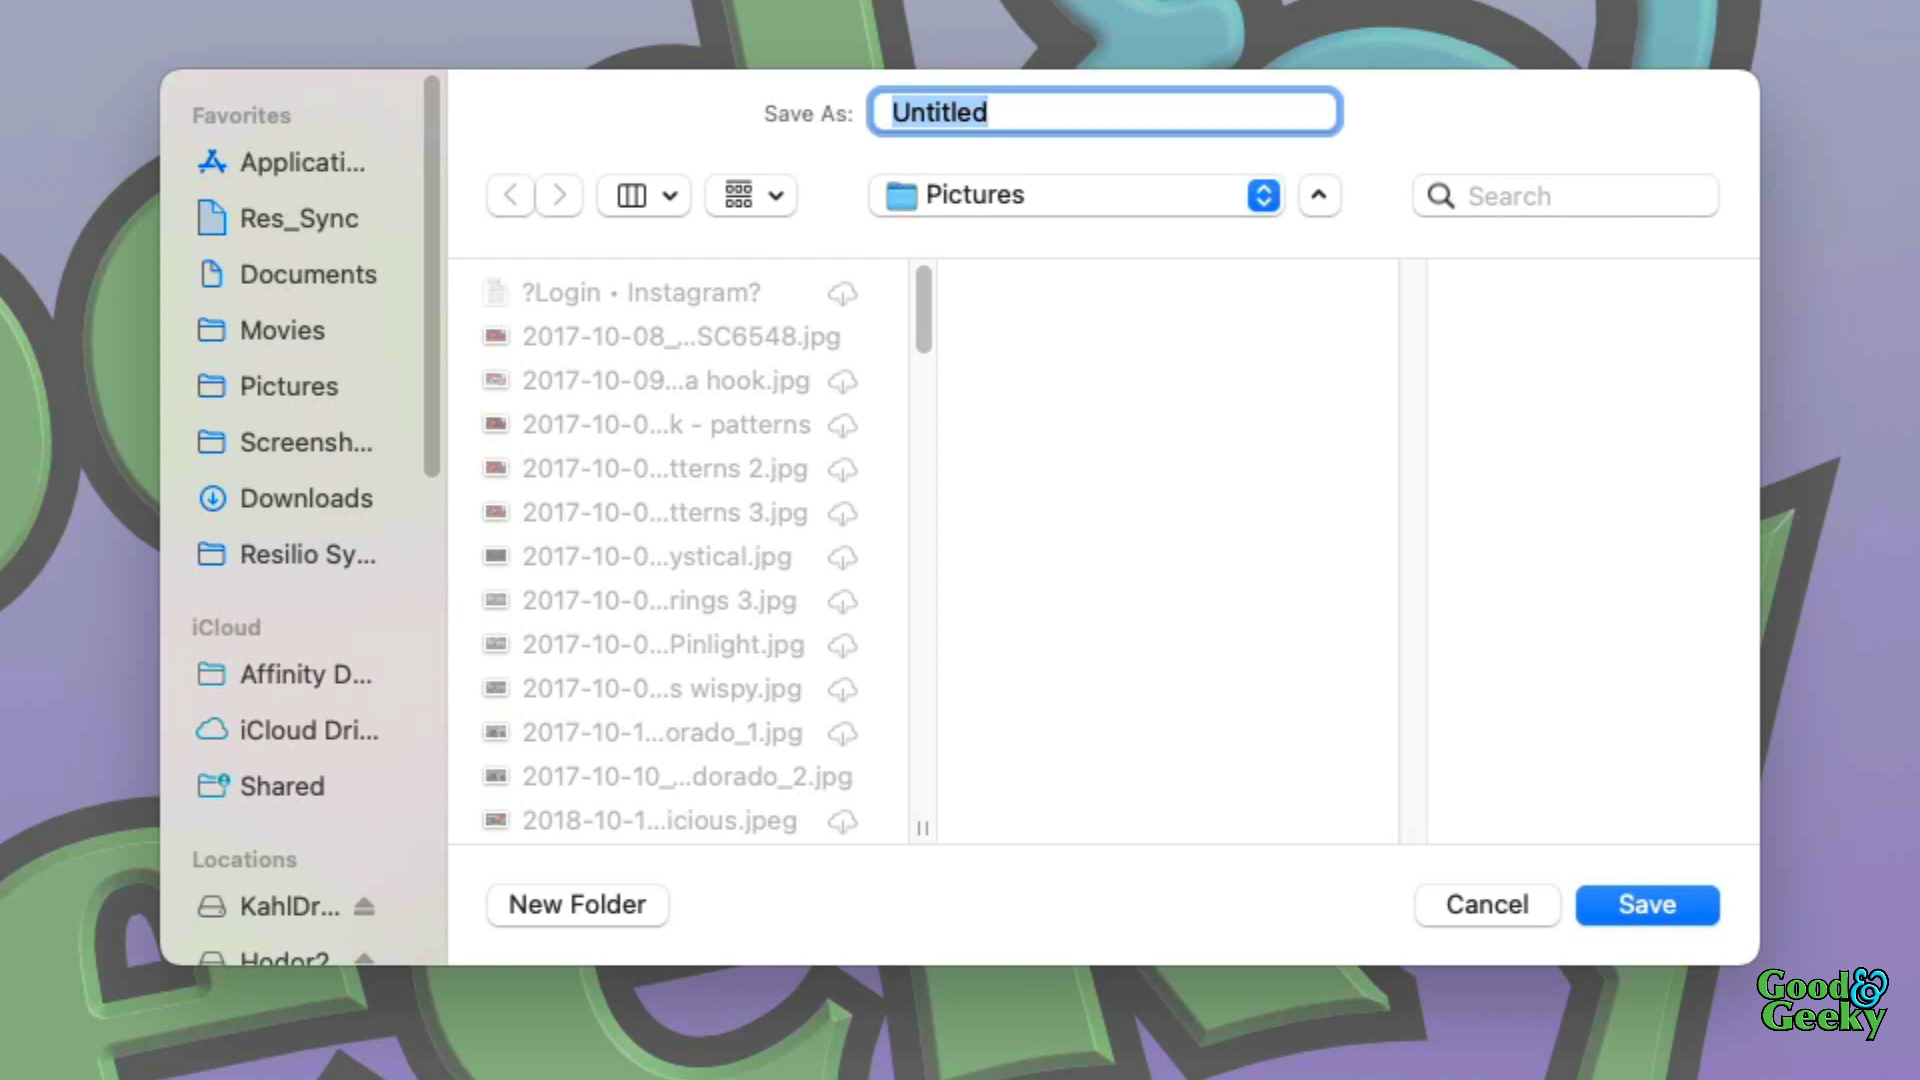 Favorites
Applicati...
Res_Sync
Documents
Movies
Pictures
Screensh...
Downloads
Resilio Sy...
iCloud
Affinity D...
iCloud Dri...
Shared
Locations
KahlDr...
Hodor2
Save As: Untitled
Pictures
Search
?Login • Instagram?
2017-10-08_...SC6548.jpg
2017-10-09...a hook.jpg
2017-10-0...k - patterns
2017-10-0...tterns 2.jpg
2017-10-0...tterns 3.jpg
2017-10-0...ystical.jpg
2017-10-0...rings 3.jpg
2017-10-0...Pinlight.jpg
2017-10-0...s wispy.jpg
2017-10-1...orado_1.jpg
2017-10-10_...dorado_2.jpg
2018-10-1...icious.jpeg
New Folder
Cancel
Save
Good &
Geeky